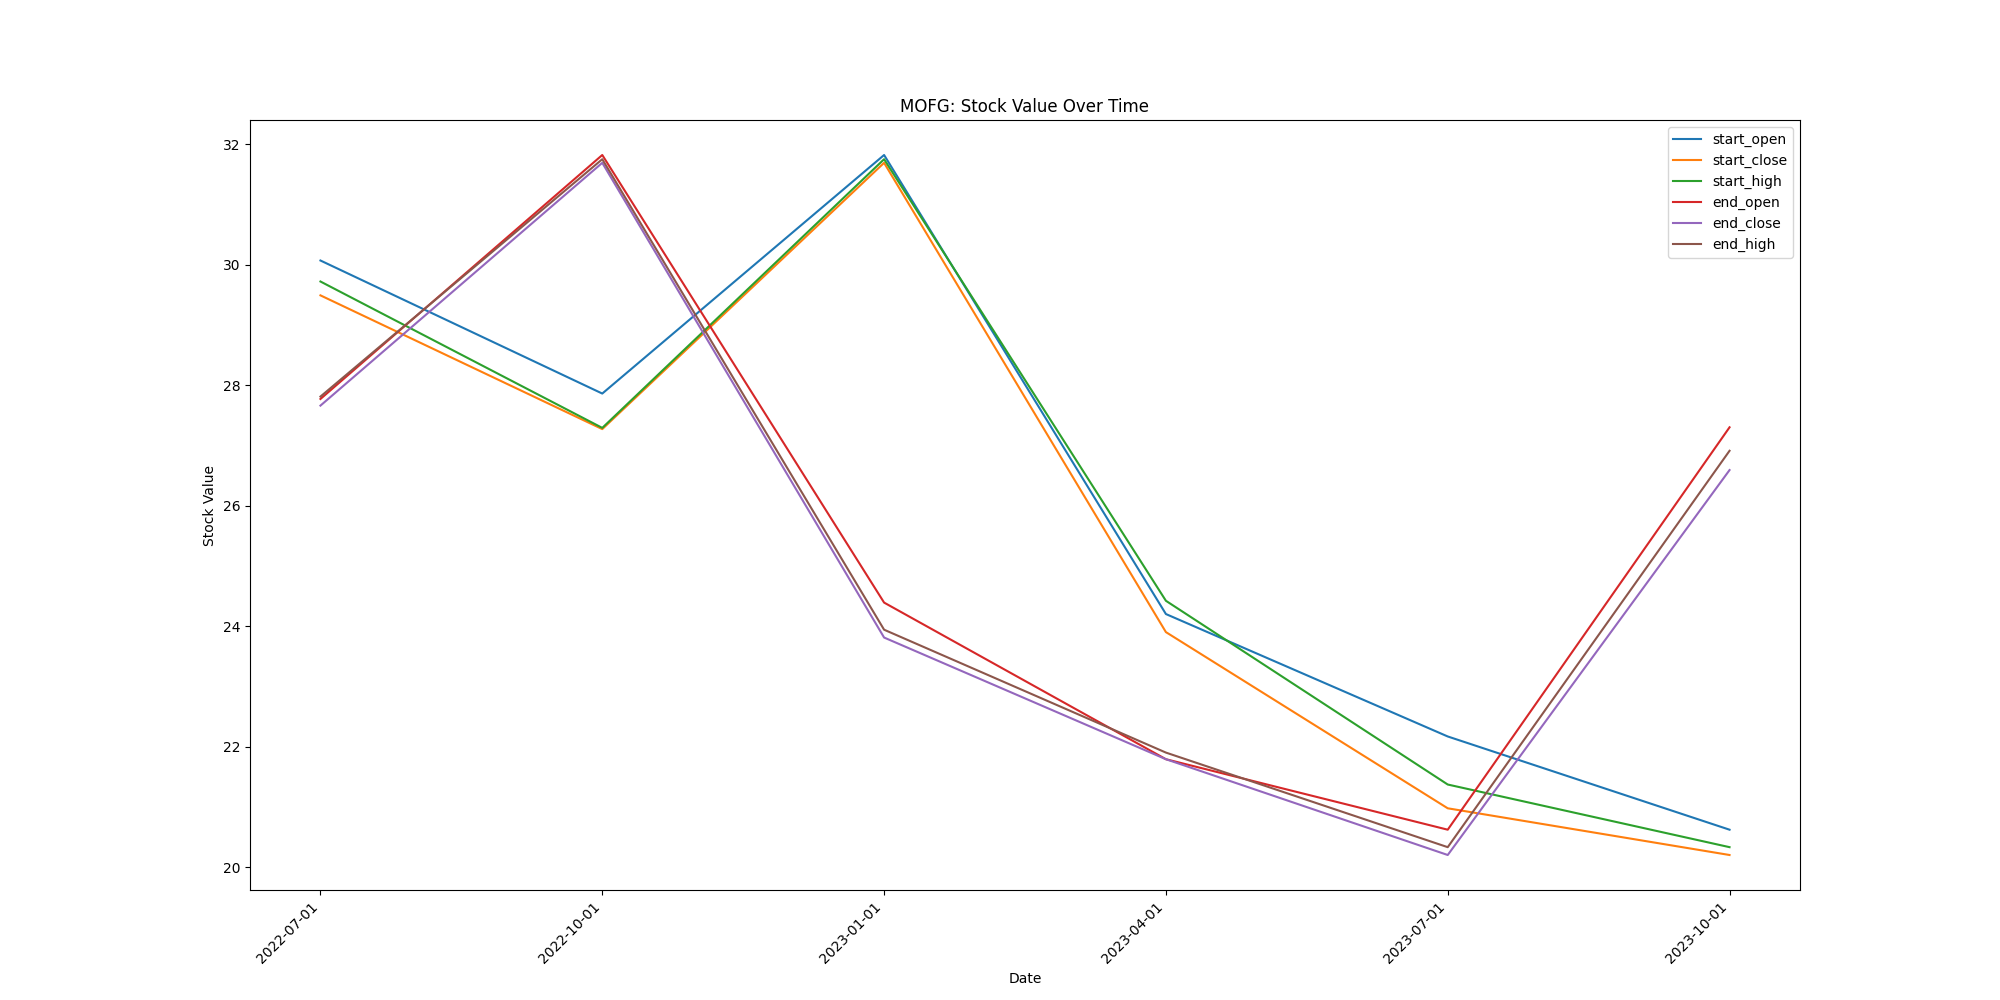 MOFG: Stock Value Over Time
32
30
28
26
24
22
20
Stock Value
start_open
start_close
start_high
end_open
end_close
end_high
2022-07-01
2022-10-01
2023-01-01
2023-04-01
2023-07-01
2023-10-01
Date